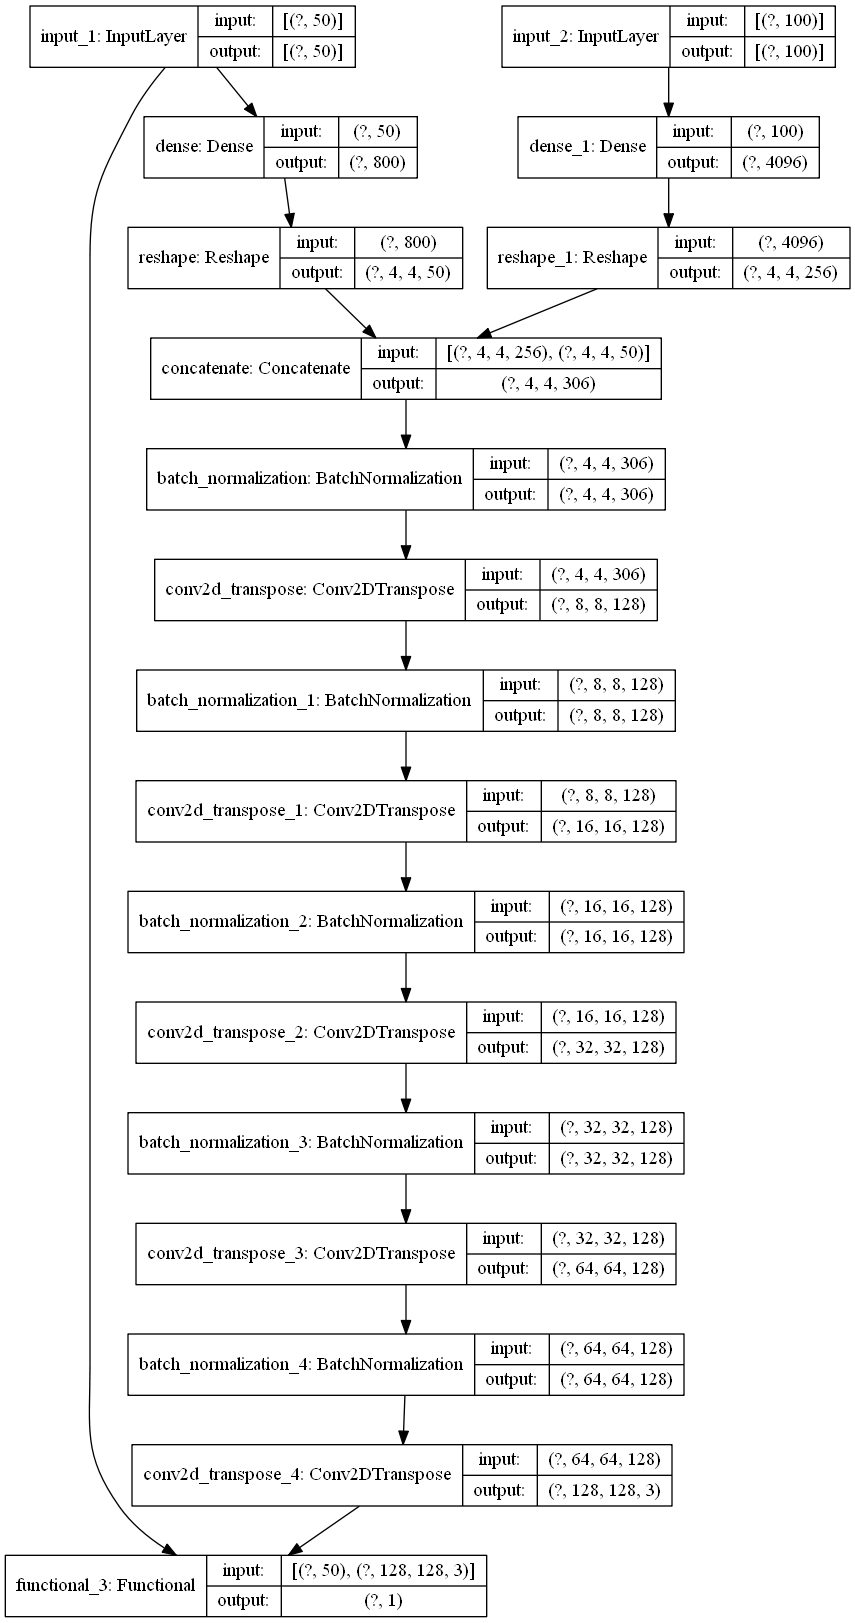 input_1: InputLayer
input: [(?, 50)]
output: [(?, 50)]
input_2: InputLayer
input: [(?, 100)]
output: [(?, 100)]
dense: Dense
input: (?, 50)
output: (?, 800)
dense_1: Dense
input: (?, 100)
output: (?, 4096)
reshape: Reshape
input: (?, 800)
output: (?, 4, 4, 50)
reshape_1: Reshape
input: (?, 4096)
output: (?, 4, 4, 256)
concatenate: Concatenate
input: [(?, 4, 4, 256), (?, 4, 4, 50)]
output: (?, 4, 4, 306)
batch_normalization: BatchNormalization
input: (?, 4, 4, 306)
output: (?, 4, 4, 306)
conv2d_transpose: Conv2DTranspose
input: (?, 4, 4, 306)
output: (?, 8, 8, 128)
batch_normalization_1: BatchNormalization
input: (?, 8, 8, 128)
output: (?, 8, 8, 128)
conv2d_transpose_1: Conv2DTranspose
input: (?, 8, 8, 128)
output: (?, 16, 16, 128)
batch_normalization_2: BatchNormalization
input: (?, 16, 16, 128)
output: (?, 16, 16, 128)
conv2d_transpose_2: Conv2DTranspose
input: (?, 16, 16, 128)
output: (?, 32, 32, 128)
batch_normalization_3: BatchNormalization
input: (?, 32, 32, 128)
output: (?, 32, 32, 128)
conv2d_transpose_3: Conv2DTranspose
input: (?, 32, 32, 128)
output: (?, 64, 64, 128)
batch_normalization_4: BatchNormalization
input: (?, 64, 64, 128)
output: (?, 64, 64, 128)
conv2d_transpose_4: Conv2DTranspose
input: (?, 64, 64, 128)
output: (?, 128, 128, 3)
functional_3: Functional
input: [(?, 50), (?, 128, 128, 3)]
output: (?, 1)